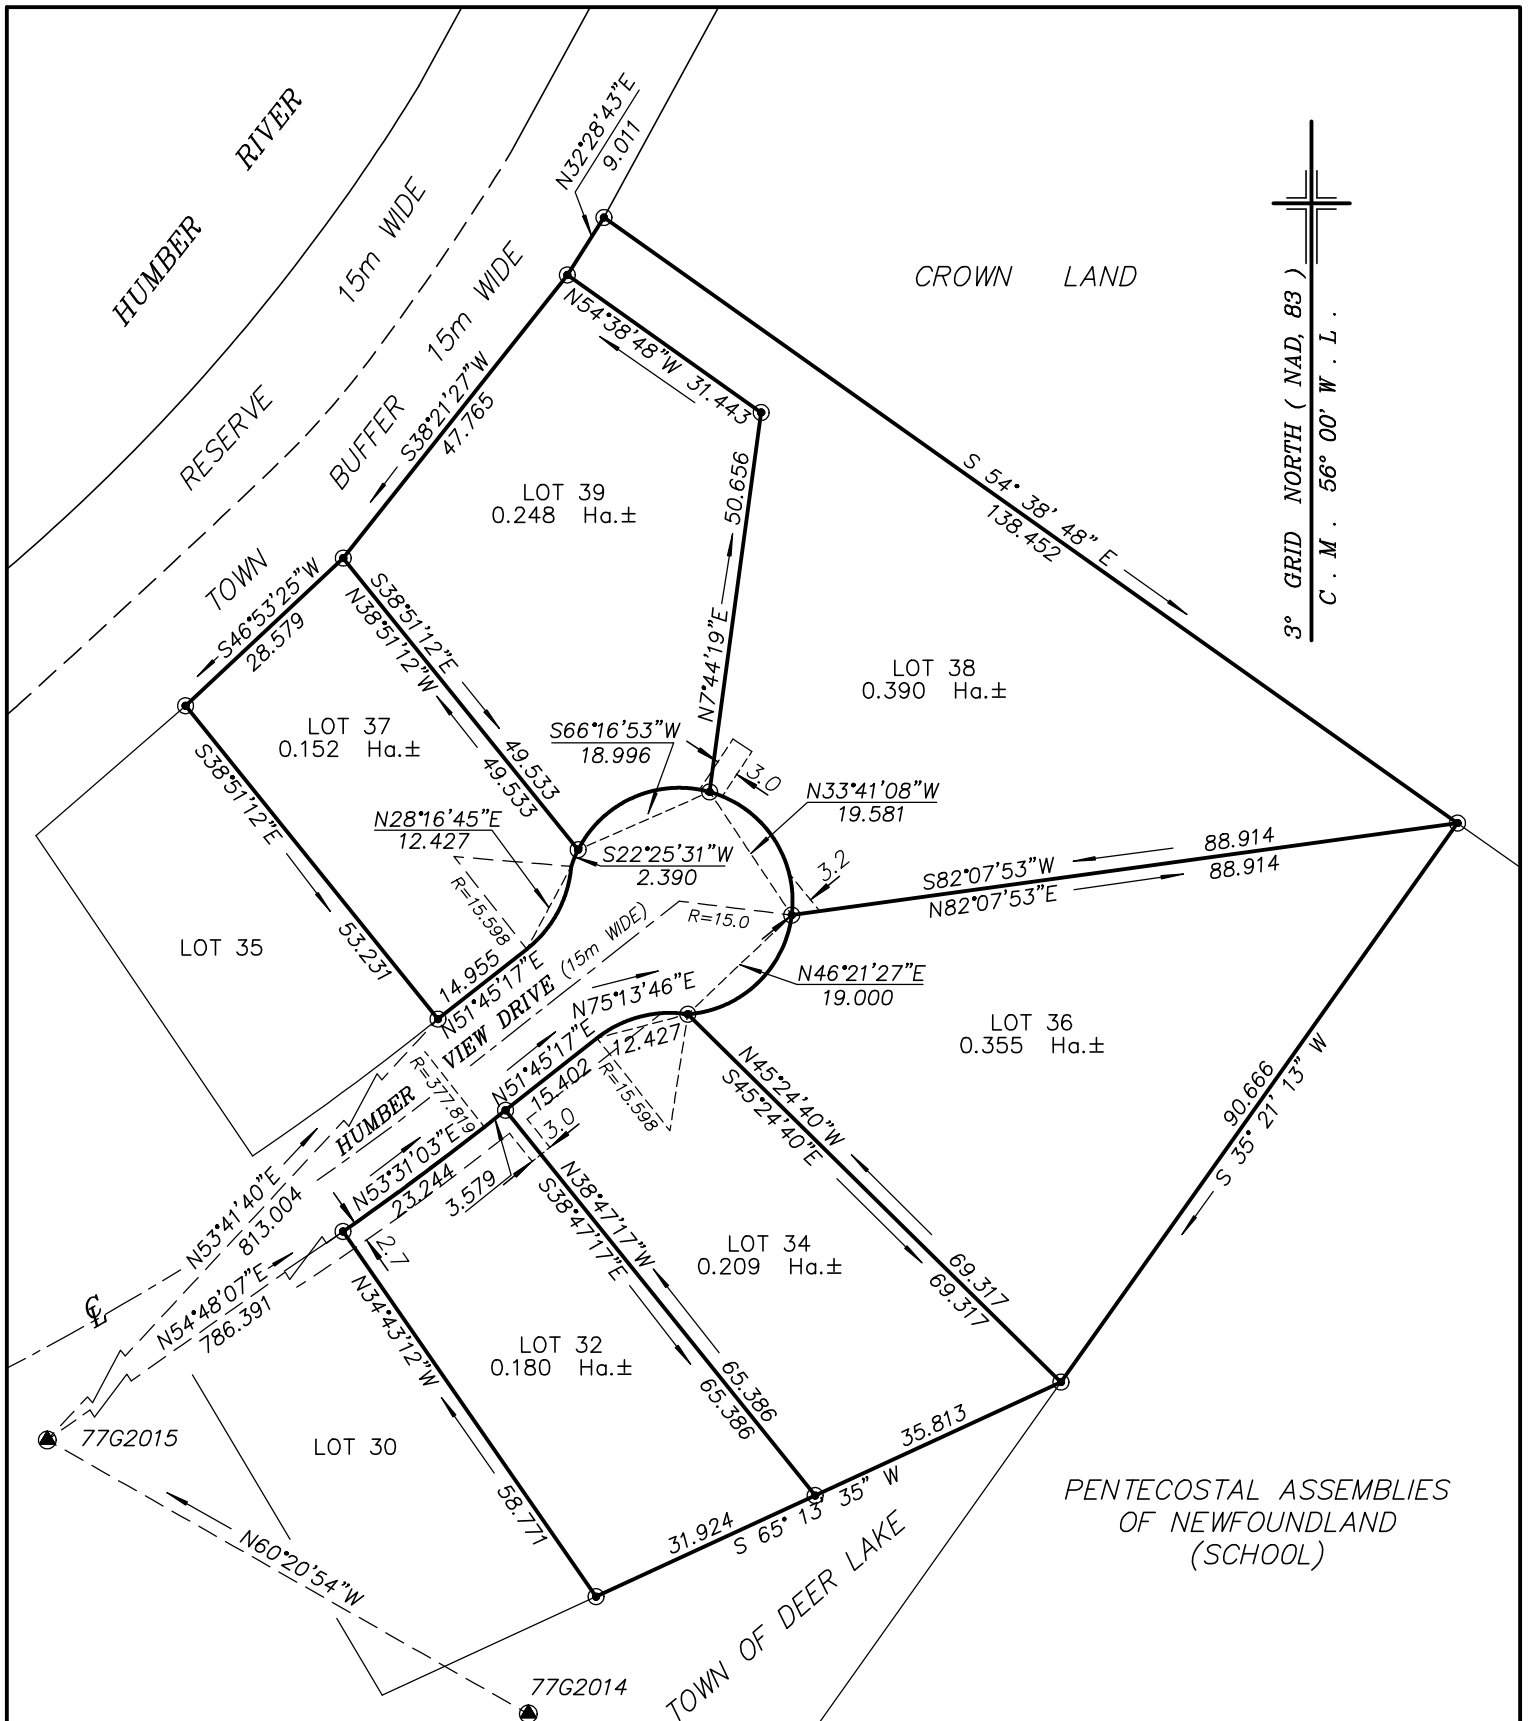 HUMBER RIVER
15m WIDE
RESERVE
15m WIDE
BUFFER
TOWN
N32°28'43"E
9.011
CROWN LAND
3° GRID NORTH ( NAD, 83 )
C . M . 56° 00' W . L .
N54°38'48"W 31.443
S38°21'27"W
47.765
S 54° 38' 48" E
138.452
LOT 39
0.248 Ha.±
N7°44'19"E
50.656
S46°53'25"W
28.579
S38°51'12"E
49.533
N38°51'12"W
49.533
LOT 38
0.390 Ha.±
LOT 37
0.152 Ha.±
S66°16'53"W
18.996
3.0
N33°41'08"W
19.581
S38°51'12"E
53.231
N28°16'45"E
12.427
S22°25'31"W
2.390
3.2
88.914
S82°07'53"W
88.914
N82°07'53"E
R=15.598
R=15.0
LOT 35
14.955
N51°45'17"E
HUMBER VIEW DRIVE (15m WIDE)
N75°13'46"E
12.427
N46°21'27"E
19.000
LOT 36
0.355 Ha.±
N51°45'17"E
15.402
R=15.598
R=377.819
3.0
N45°24'40"W
69.317
S45°24'40"E
69.317
90.666
S 35° 21' 13" W
N53°31'03"E
23.244
3.579
N53°41'40"E
813.004
2.7
N38°47'17"W
65.386
S38°47'17"E
65.386
LOT 34
0.209 Ha.±
N54°48'07"E
786.391
℄
N34°43'12"W
58.771
LOT 32
0.180 Ha.±
77G2015
LOT 30
35.813
31.924
S 65° 13' 35" W
PENTECOSTAL ASSEMBLIES
OF NEWFOUNDLAND
(SCHOOL)
N60°20'54"W
TOWN OF DEER LAKE
77G2014